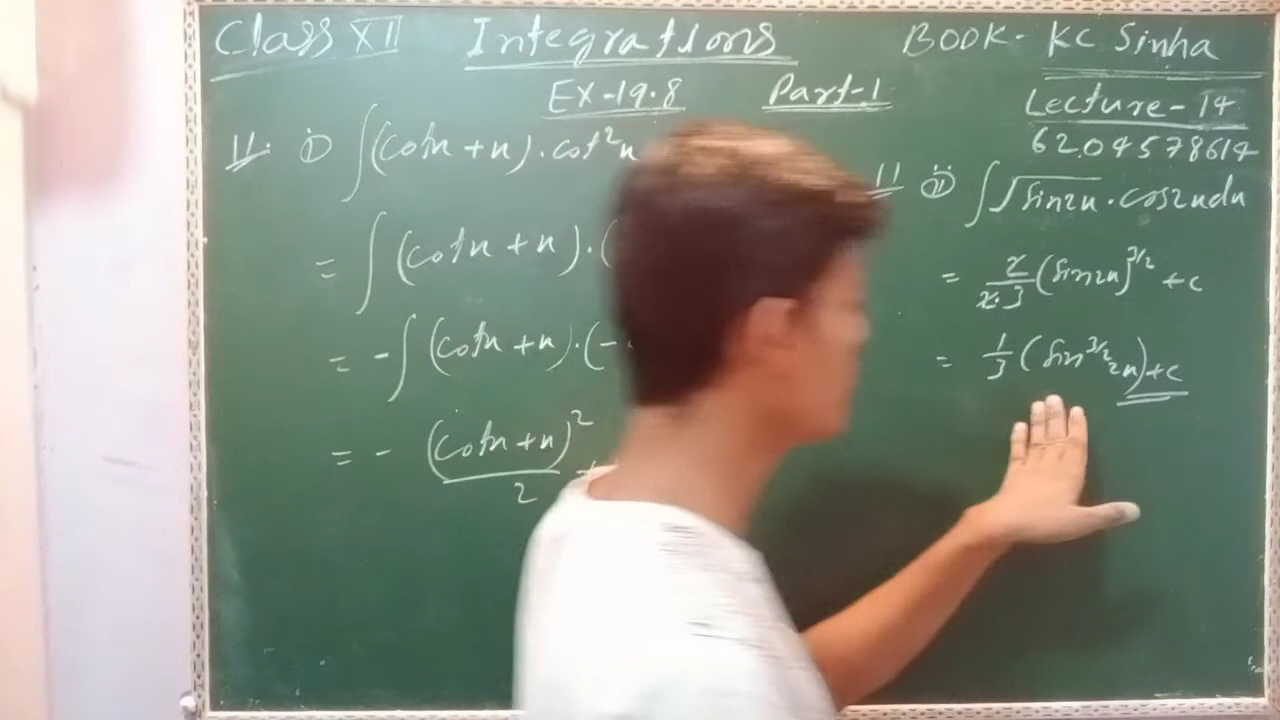 Class XII Integrations BOOK- KC Sinha
EX-19.8 Part-1
Lecture-14
6204578614
11. i) ∫(cotx + x).cot²x
= ∫(cotx + x).(
= -∫(cotx + x).(-
= - (cotx + x)²/2 +
11 ii) ∫√sin2x . cos2xdx
= 2/2.3 (sin2x)^3/2 + c
= 1/3 (sin^3/2 2x) + c